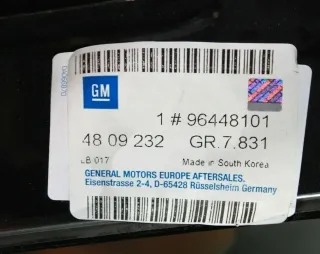 GM
1 # 96448101
48 09 232 GR.7.831
LB 017 Made in South Korea
GENERAL MOTORS EUROPE AFTERSALES.
Eisenstrasse 2-4, D-65428 Rüsselsheim Germany